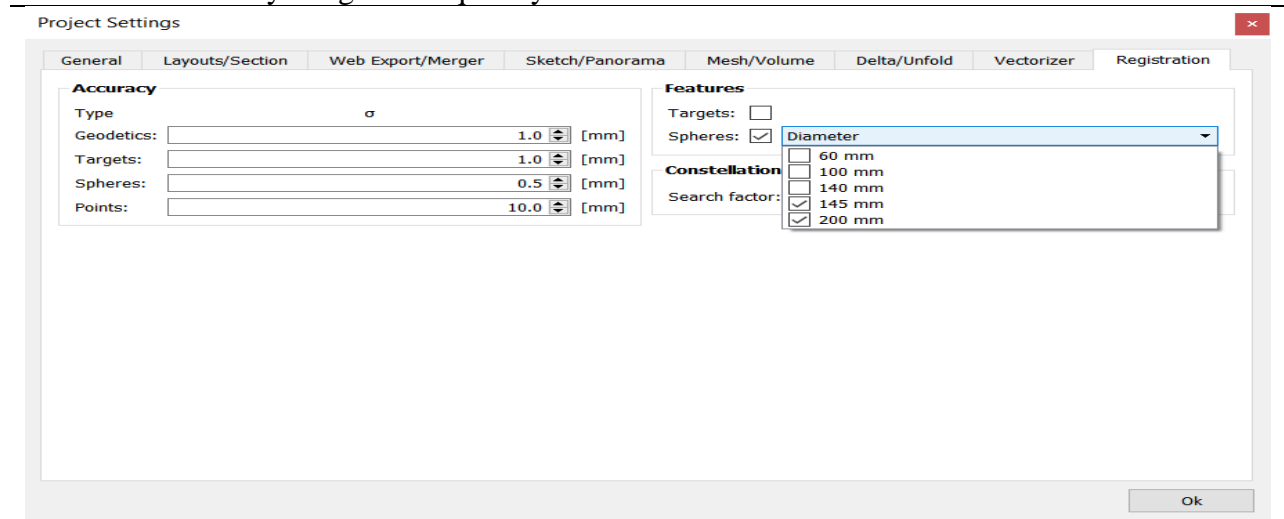 Project Settings
×
General Layouts/Section Web Export/Merger Sketch/Panorama Mesh/Volume Delta/Unfold Vectorizer Registration
Accuracy
Type σ
Geodetics: 1.0 [mm]
Targets: 1.0 [mm]
Spheres: 0.5 [mm]
Points: 10.0 [mm]
Features
Targets:
Spheres: Diameter
60 mm
100 mm
140 mm
145 mm
200 mm
Constellation
Search factor:
Ok